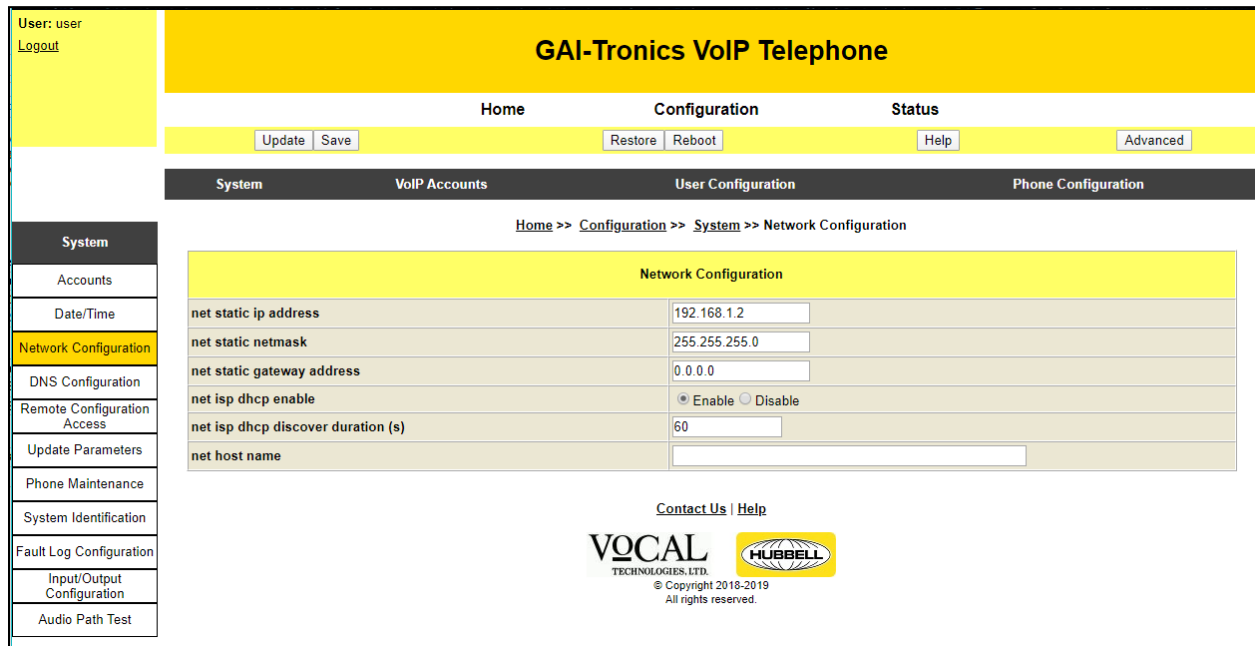 User: user
Logout
GAI-Tronics VoIP Telephone
Home Configuration Status
Update Save Restore Reboot Help Advanced
System VoIP Accounts User Configuration Phone Configuration
Home >> Configuration >> System >> Network Configuration
System
Accounts
Date/Time
Network Configuration
DNS Configuration
Remote Configuration
Access
Update Parameters
Phone Maintenance
System Identification
Fault Log Configuration
Input/Output
Configuration
Audio Path Test
Network Configuration
net static ip address 192.168.1.2
net static netmask 255.255.255.0
net static gateway address 0.0.0.0
net isp dhcp enable Enable Disable
net isp dhcp discover duration (s) 60
net host name
Contact Us | Help
VOCAL
TECHNOLOGIES, LTD.
HUBBELL
© Copyright 2018-2019
All rights reserved.